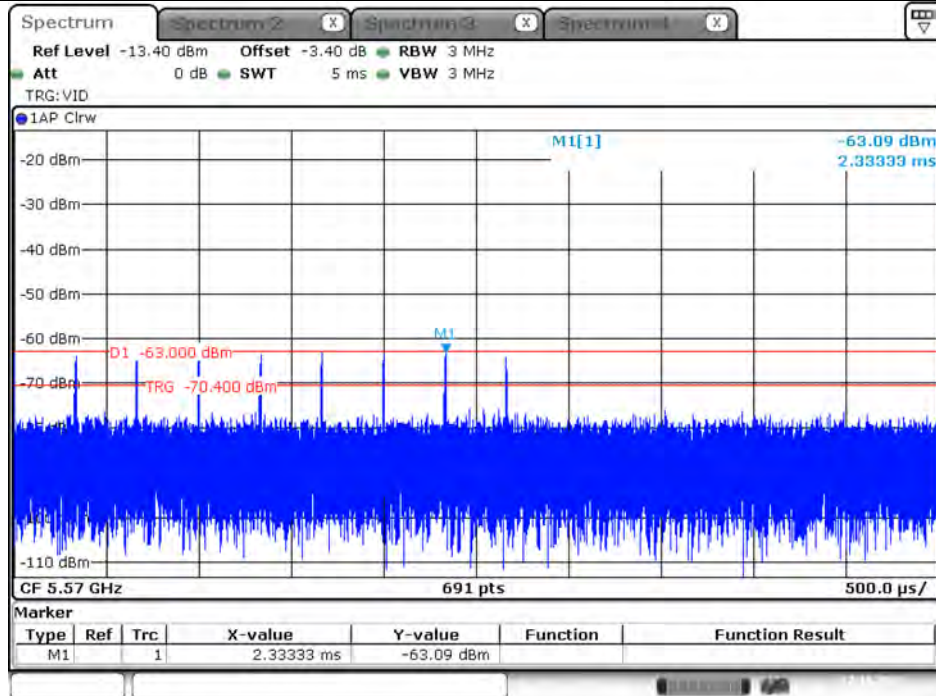 Spectrum Spectrum 2 X Spectrum 3 X Spectrum 4 X
Ref Level -13.40 dBm Offset -3.40 dB RBW 3 MHz
Att 0 dB SWT 5 ms VBW 3 MHz
TRG:VID
1AP Clrw
M1[1] -63.09 dBm
2.33333 ms
-20 dBm
-30 dBm
-40 dBm
-50 dBm
-60 dBm
M1
D1 -63.000 dBm
-70 dBm
TRG -70.400 dBm
-110 dBm
CF 5.57 GHz 691 pts 500.0 µs/
Marker
Type Ref Trc X-value Y-value Function Function Result
M1 1 2.33333 ms -63.09 dBm